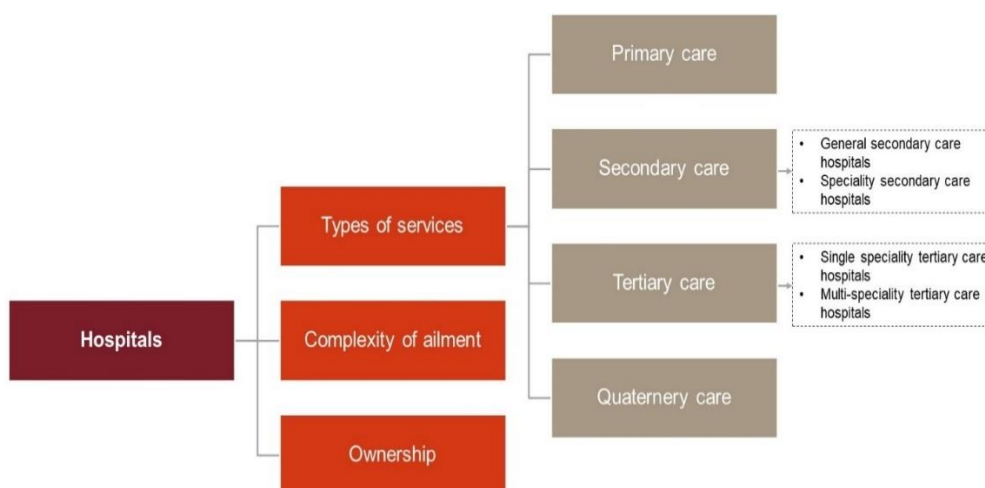 Primary care
Secondary care
• General secondary care
hospitals
• Speciality secondary care
hospitals
Types of services
Tertiary care
• Single speciality tertiary care
hospitals
• Multi-speciality tertiary care
hospitals
Hospitals
Complexity of ailment
Quaternery care
Ownership